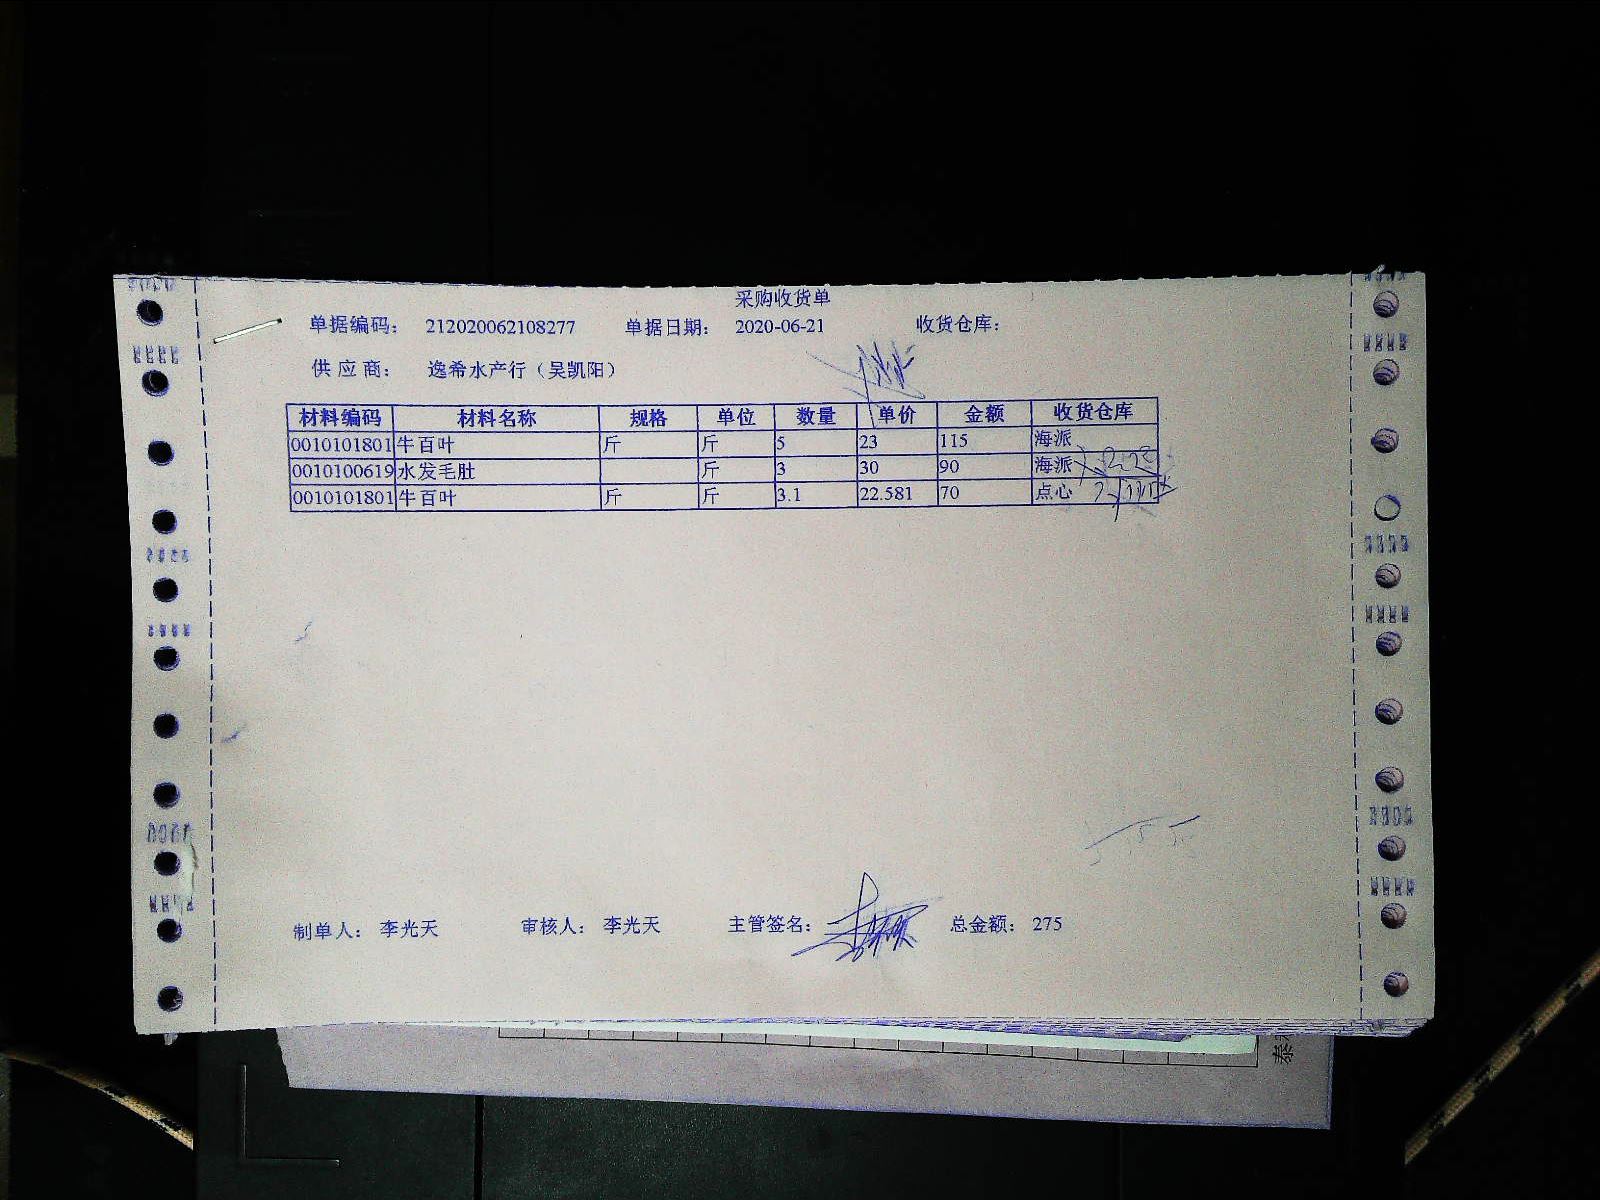 采购收货单
单据编码: 212020062108277 单据日期: 2020-06-21 收货仓库:
供应商: 逸希水产行（吴凯阳）
材料编码 材料名称 规格 单位 数量 单价 金额 收货仓库
0010101801 牛百叶 斤 斤 5 23 115 海派
0010100619 水发毛肚 斤 3 30 90 海派
0010101801 牛百叶 斤 斤 3.1 22.581 70 点心
制单人: 李光天 审核人: 李光天 主管签名: 总金额: 275
泰